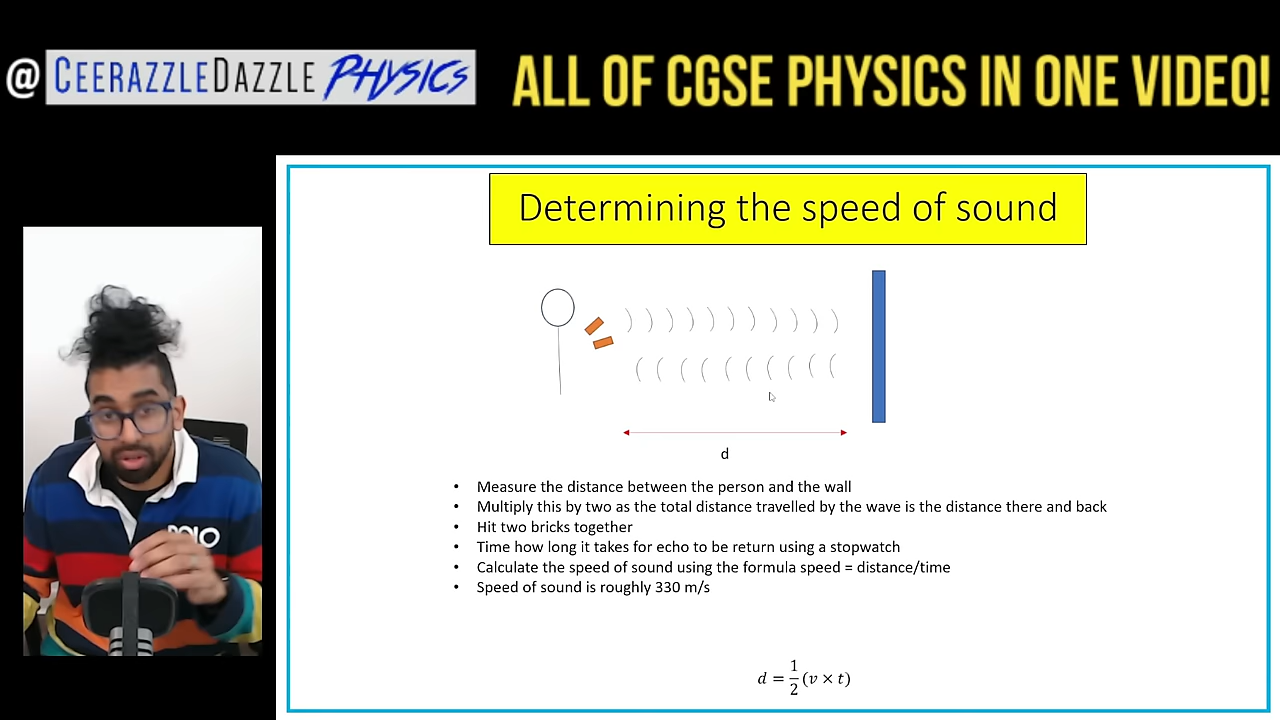 @ CEERAZZLEDAZZLE PHYSICS
ALL OF CGSE PHYSICS IN ONE VIDEO!
Determining the speed of sound
d
• Measure the distance between the person and the wall
• Multiply this by two as the total distance travelled by the wave is the distance there and back
• Hit two bricks together
• Time how long it takes for echo to be return using a stopwatch
• Calculate the speed of sound using the formula speed = distance/time
• Speed of sound is roughly 330 m/s
POLO
d = 1/2 (v × t)